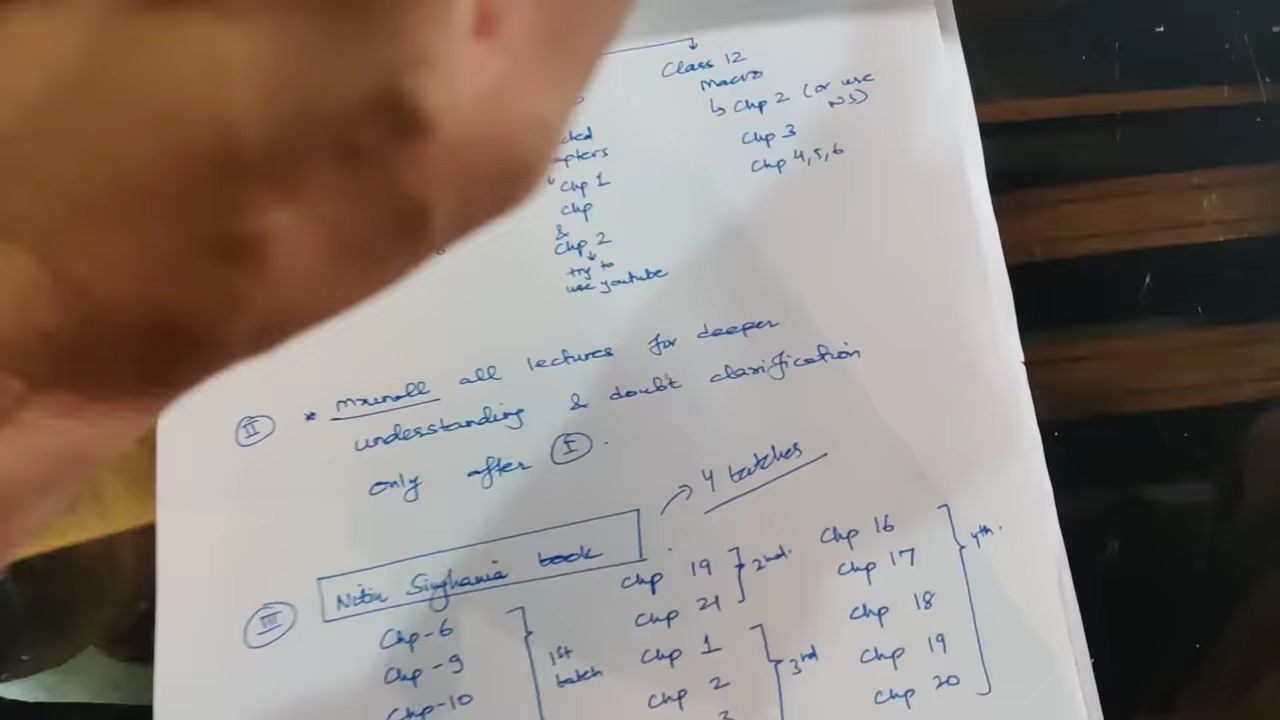 Class 12
Macro
↳ Chp 2 (or use
NS)
Chp 3
Chp 4,5,6
Chp 1
Chp
&
Chp 2
try to
use youtube
II * Mrunall all lectures for deeper
understanding & doubt clarification
only after I.
→ 4 batches
III Nitin Singhania book
Chp-6
Chp-9
Chp-10
1st
batch
Chp 19
Chp 21
2nd.
Chp 1
Chp 2
3
3rd
Chp 16
Chp 17
Chp 18
Chp 19
Chp 20
4th.